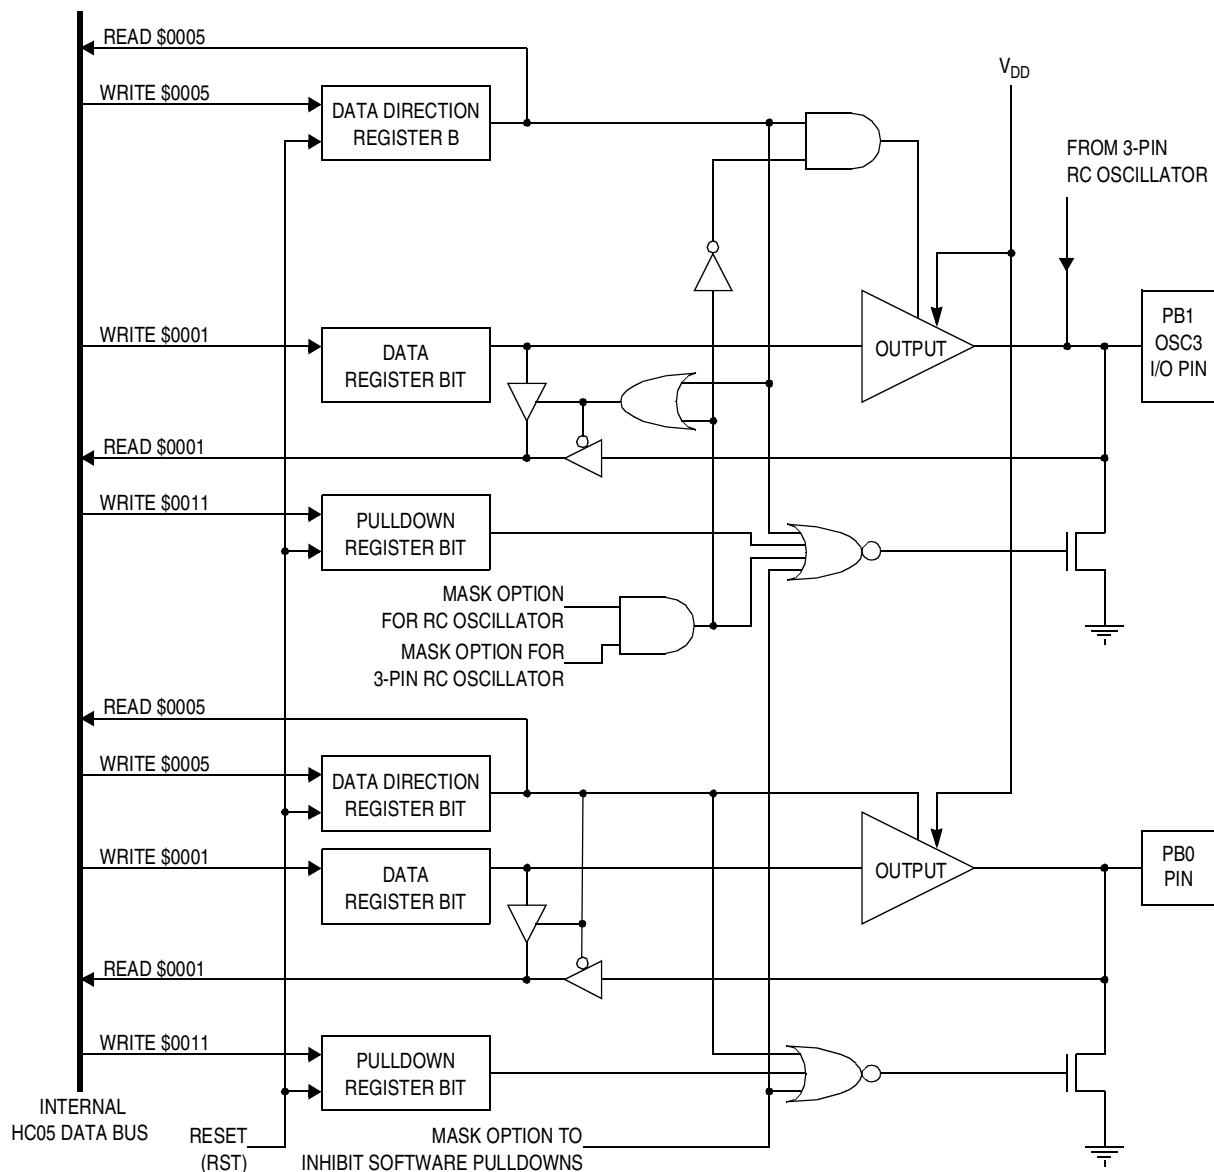 READ $0005
WRITE $0005
DATA DIRECTION
REGISTER B
VDD
FROM 3-PIN
RC OSCILLATOR
WRITE $0001
DATA
REGISTER BIT
OUTPUT
PB1
OSC3
I/O PIN
READ $0001
WRITE $0011
PULLDOWN
REGISTER BIT
MASK OPTION
FOR RC OSCILLATOR
MASK OPTION FOR
3-PIN RC OSCILLATOR
READ $0005
WRITE $0005
DATA DIRECTION
REGISTER BIT
WRITE $0001
DATA
REGISTER BIT
OUTPUT
PB0
PIN
READ $0001
WRITE $0011
PULLDOWN
REGISTER BIT
INTERNAL
HC05 DATA BUS
RESET
(RST)
MASK OPTION TO
INHIBIT SOFTWARE PULLDOWNS